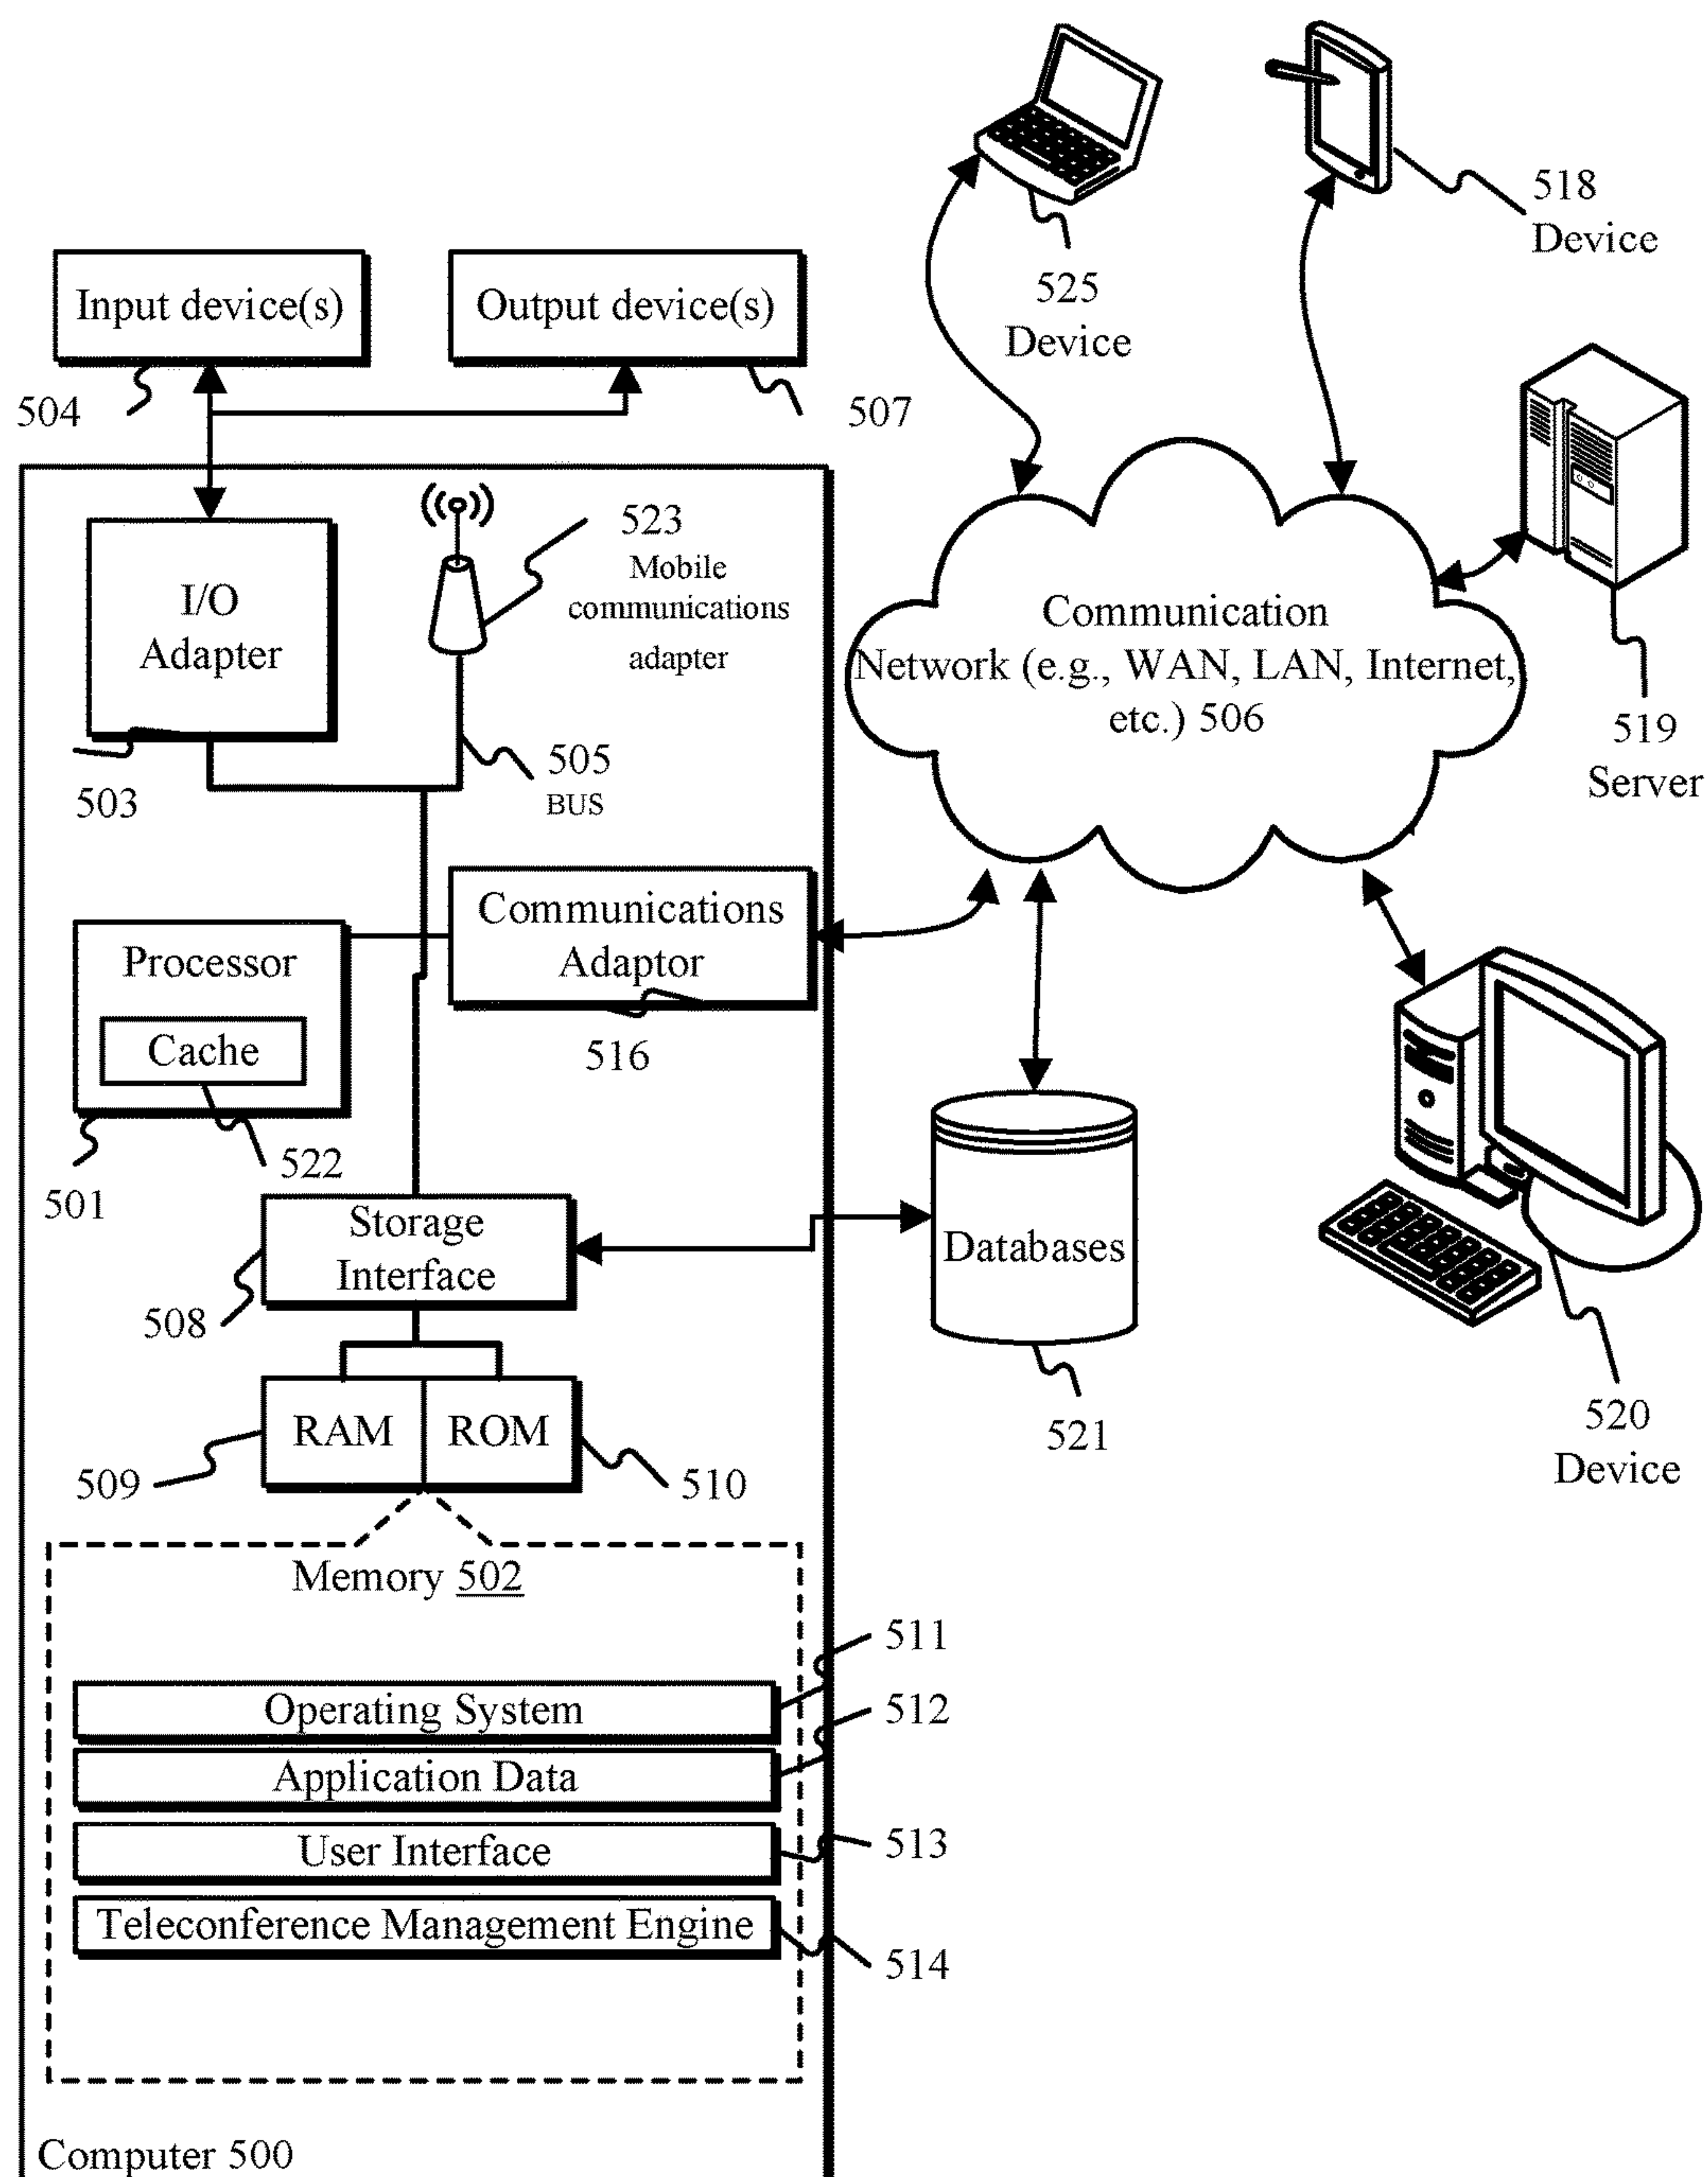 518
Device
525
Device
Input device(s)
Output device(s)
504
507
523
Mobile
communications
adapter
I/O
Adapter
503
505
BUS
Communication
Network (e.g., WAN, LAN, Internet,
etc.) 506
519
Server
Communications
Adaptor
516
Processor
Cache
522
501
Storage
Interface
508
Databases
521
520
Device
RAM
ROM
509
510
Memory 502
511
Operating System
512
Application Data
513
User Interface
Teleconference Management Engine
514
Computer 500